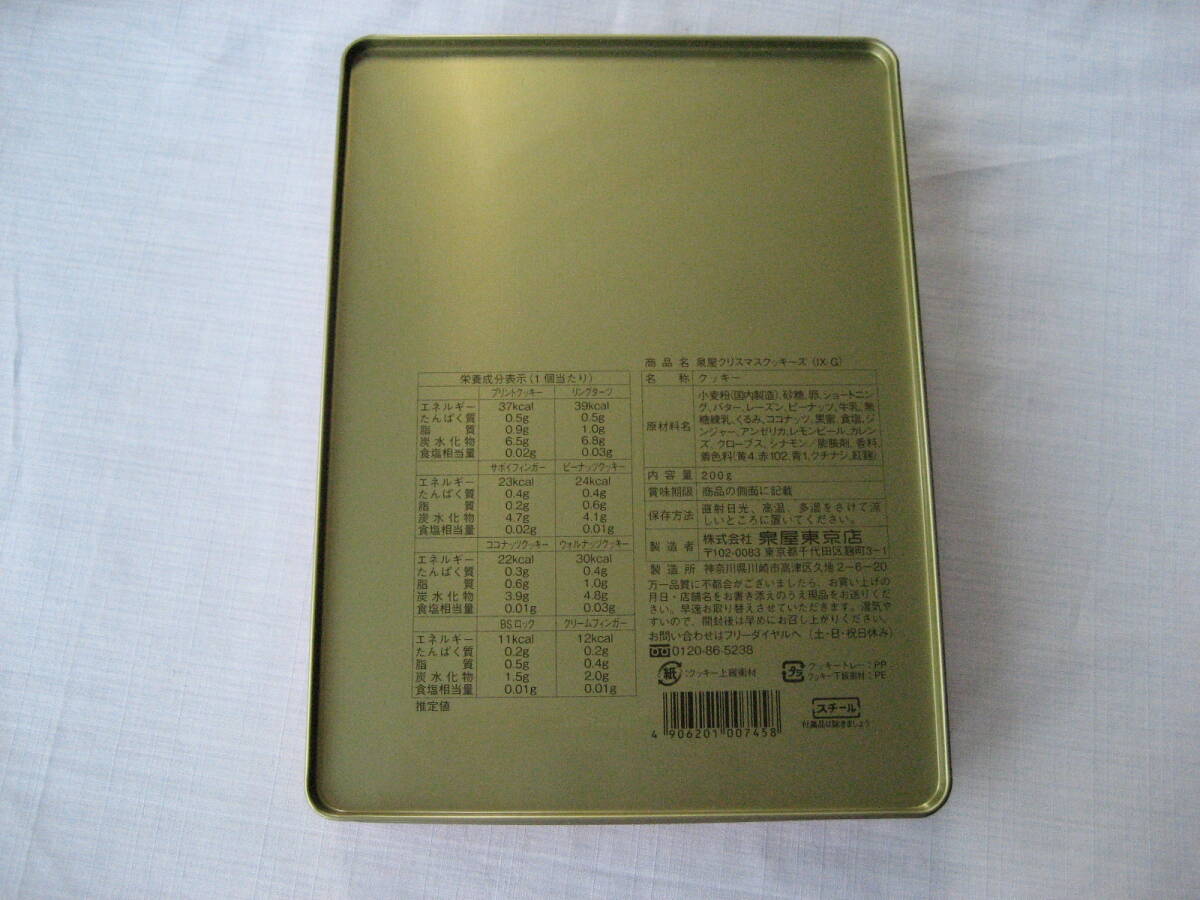 栄養成分表示(1個当たり)
プリントクッキー リングターツ
エネルギー 37kcal 39kcal
たんぱく質 0.5g 0.5g
脂質 0.9g 1.0g
炭水化物 6.5g 6.8g
食塩相当量 0.02g 0.03g
サボイフィンガー ピーナッツクッキー
エネルギー 23kcal 24kcal
たんぱく質 0.4g 0.4g
脂質 0.2g 0.6g
炭水化物 4.7g 4.1g
食塩相当量 0.02g 0.01g
ココナッツクッキー ウォルナッツクッキー
エネルギー 22kcal 30kcal
たんぱく質 0.3g 0.4g
脂質 0.6g 1.0g
炭水化物 3.9g 4.8g
食塩相当量 0.01g 0.03g
BSロック クリームフィンガー
エネルギー 11kcal 12kcal
たんぱく質 0.2g 0.2g
脂質 0.5g 0.4g
炭水化物 1.5g 2.0g
食塩相当量 0.01g 0.01g
推定値
商品名 泉屋クリスマスクッキーズ (IX-G)
名称 クッキー
原材料名 小麦粉(国内製造)、砂糖、卵、ショートニン
グ、バター、レーズン、ピーナッツ、牛乳、無
糖練乳、くるみ、ココナッツ、黒蜜、食塩、ジ
ンジャー、アンゼリカ、レモンピール、カレン
ズ、クローブス、シナモン/膨脹剤、香料、
着色料(黄4、赤102、青1、クチナシ、紅麹)
内容量 200g
賞味期限 商品の側面に記載
保存方法 直射日光、高温、多湿をさけて涼
しいところに置いてください。
製造者 株式会社 泉屋東京店
〒102-0083 東京都千代田区麹町3-1
製造所 神奈川県川崎市高津区久地2-6-20
万一品質に不都合がございましたら、お買い上げの
月日・店舗名をお書き添えのうえ現品をお送りくだ
さい。早速お取り替えさせていただきます。湿気や
すいので、開封後は早めにお召し上がりください。
お問い合わせはフリーダイヤルへ (土・日・祝日休み)
0120-86-5238
紙 :クッキー上緩衝材
プラ クッキートレー:PP
クッキー下緩衝材:PE
スチール
付属品は除きましょう
4 906201 007458